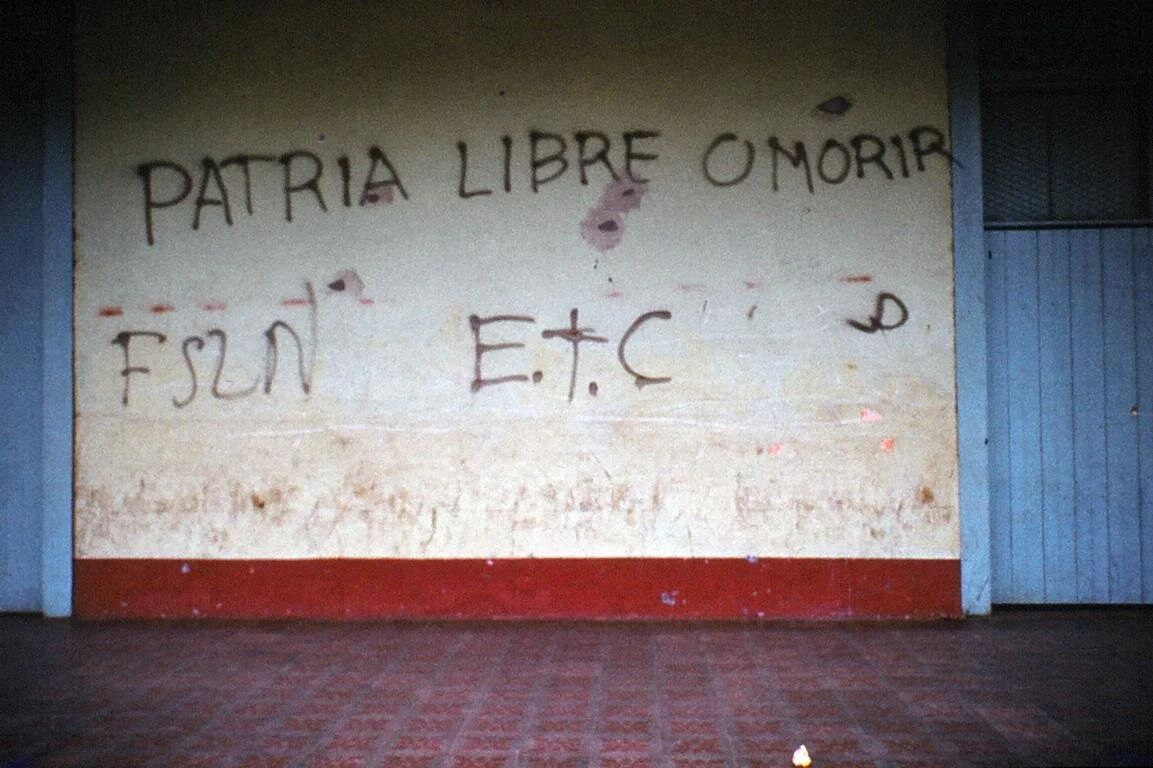 PATRIA LIBRE O MORIR
FSLN E.t.C